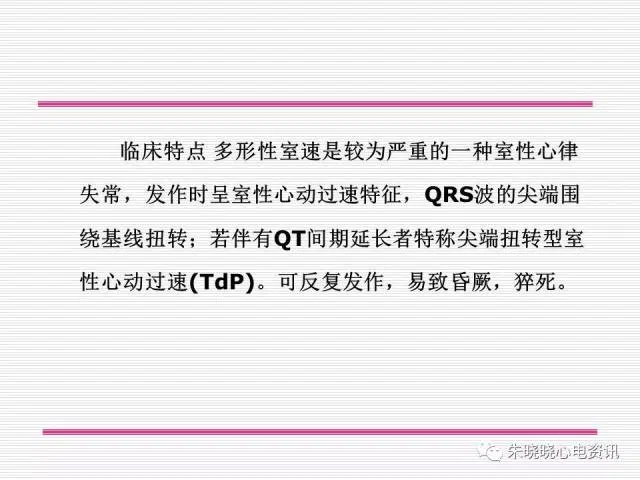 临床特点 多形性室速是较为严重的一种室性心律
失常，发作时呈室性心动过速特征，QRS波的尖端围
绕基线扭转；若伴有QT间期延长者特称尖端扭转型室
性心动过速(TdP)。可反复发作，易致昏厥，猝死。
朱晓晓心电资讯